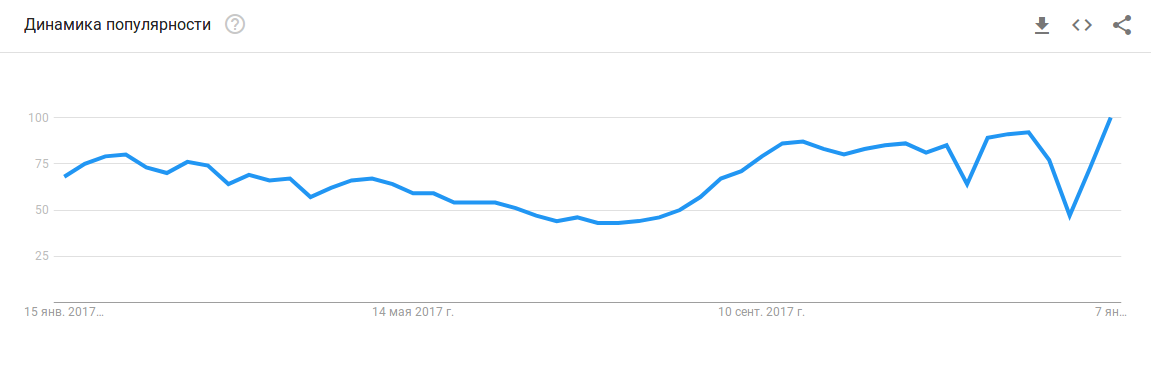 Динамика популярности ?
100
75
50
25
15 янв. 2017…
14 мая 2017 г.
10 сент. 2017 г.
7 ян…